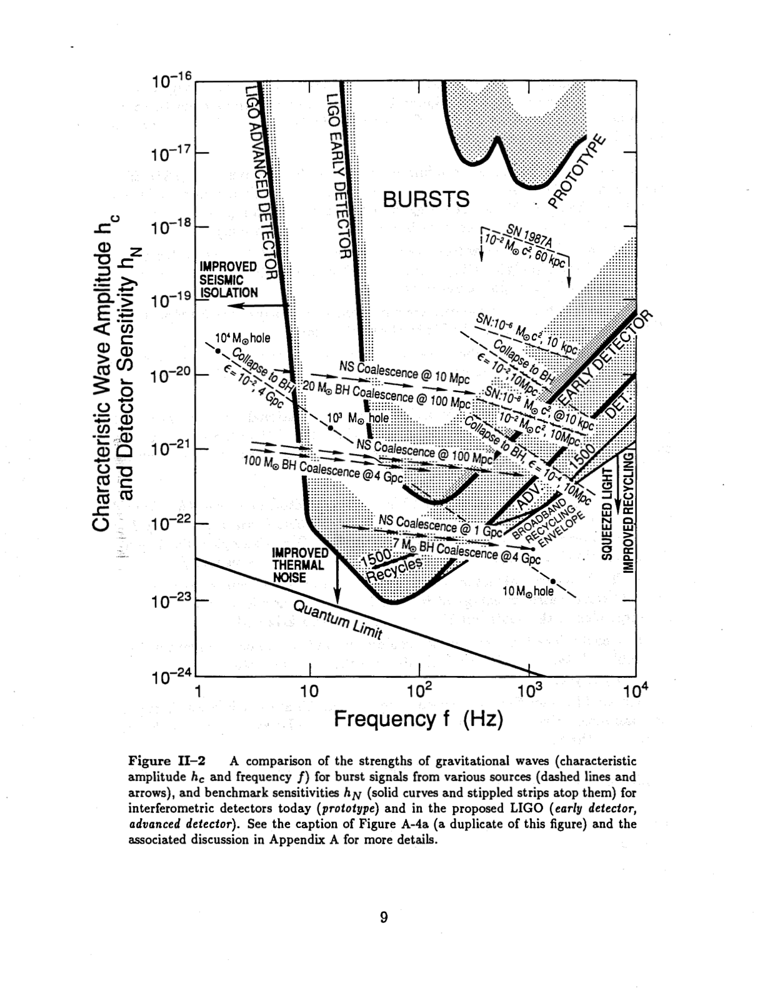 10⁻¹⁶
10⁻¹⁷
10⁻¹⁸
10⁻¹⁹
10⁻²⁰
10⁻²¹
10⁻²²
10⁻²³
10⁻²⁴
Characteristic Wave Amplitude h_c
and Detector Sensitivity h_N
LIGO ADVANCED DETECTOR
LIGO EARLY DETECTOR
PROTOTYPE
BURSTS
SN 1987A
10⁻² M⊙ c², 60 kpc
IMPROVED
SEISMIC
ISOLATION
SN:10⁻⁶ M⊙c², 10 kpc
10⁴ M⊙ hole
Collapse to BH
ϵ = 10⁻², 4 Gpc
Collapse to BH
ϵ = 10⁻², 10Mpc
EARLY DETECTOR
NS Coalescence @ 10 Mpc
20 M⊙ BH Coalescence @ 100 Mpc
SN:10⁻⁸ M⊙ c², @10 kpc
10⁻² M⊙c², 10Mpc
10³ M⊙ hole
Collapse to BH, ϵ = 10⁻⁴, 10Mpc
NS Coalescence @ 100 Mpc
100 M⊙ BH Coalescence @4 Gpc
ADV. DET.
1500
BROADBAND
RECYCLING
ENVELOPE
SQUEEZED LIGHT
IMPROVED RECYCLING
NS Coalescence @ 1 Gpc
7 M⊙ BH Coalescence @4 Gpc
IMPROVED
THERMAL
NOISE
1500
Recycles
10 M⊙ hole
Quantum Limit
1
10
10²
10³
10⁴
Frequency f (Hz)
Figure II–2 A comparison of the strengths of gravitational waves (characteristic
amplitude h_c and frequency f) for burst signals from various sources (dashed lines and
arrows), and benchmark sensitivities h_N (solid curves and stippled strips atop them) for
interferometric detectors today (prototype) and in the proposed LIGO (early detector,
advanced detector). See the caption of Figure A-4a (a duplicate of this figure) and the
associated discussion in Appendix A for more details.
9